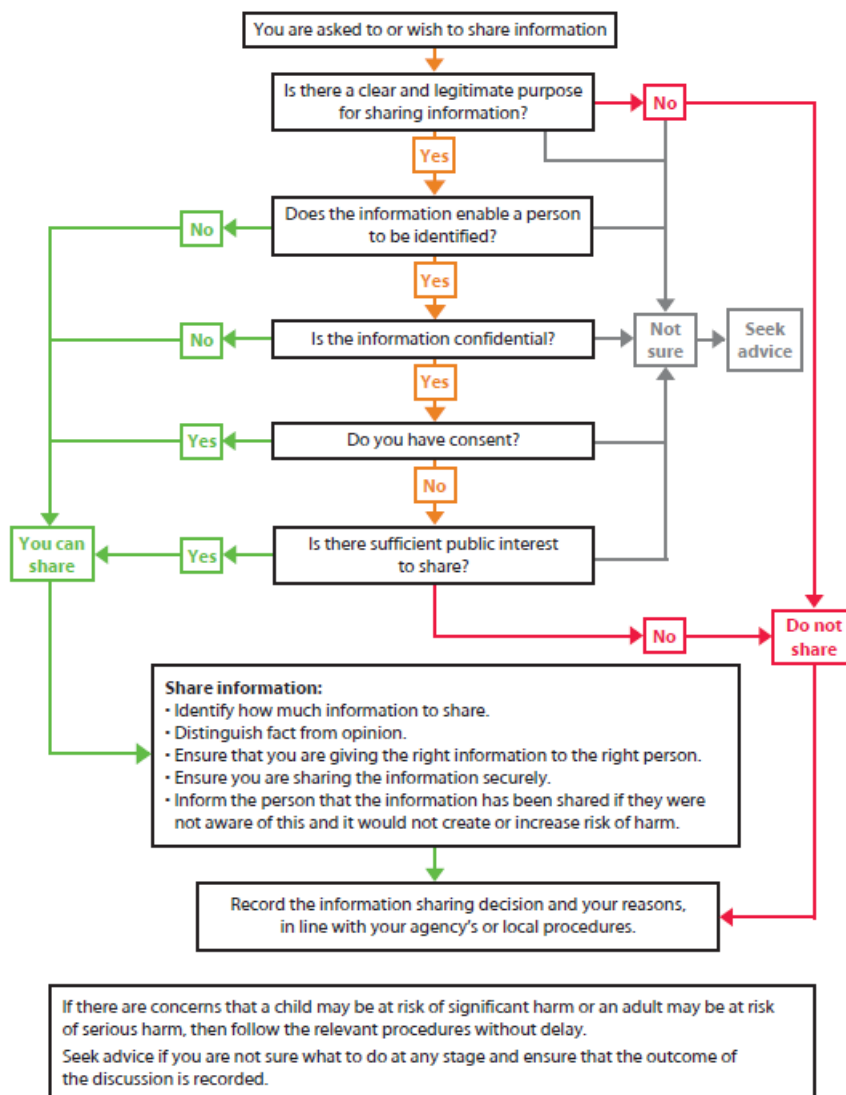 You are asked to or wish to share information
Is there a clear and legitimate purpose
for sharing information?
No
Yes
Does the information enable a person
to be identified?
No
Yes
Is the information confidential?
No
Not
sure
Seek
advice
Yes
Do you have consent?
Yes
No
Is there sufficient public interest
to share?
Yes
You can
share
No
Do not
share
Share information:
• Identify how much information to share.
• Distinguish fact from opinion.
• Ensure that you are giving the right information to the right person.
• Ensure you are sharing the information securely.
• Inform the person that the information has been shared if they were
not aware of this and it would not create or increase risk of harm.
Record the information sharing decision and your reasons,
in line with your agency's or local procedures.
If there are concerns that a child may be at risk of significant harm or an adult may be at risk
of serious harm, then follow the relevant procedures without delay.
Seek advice if you are not sure what to do at any stage and ensure that the outcome of
the discussion is recorded.